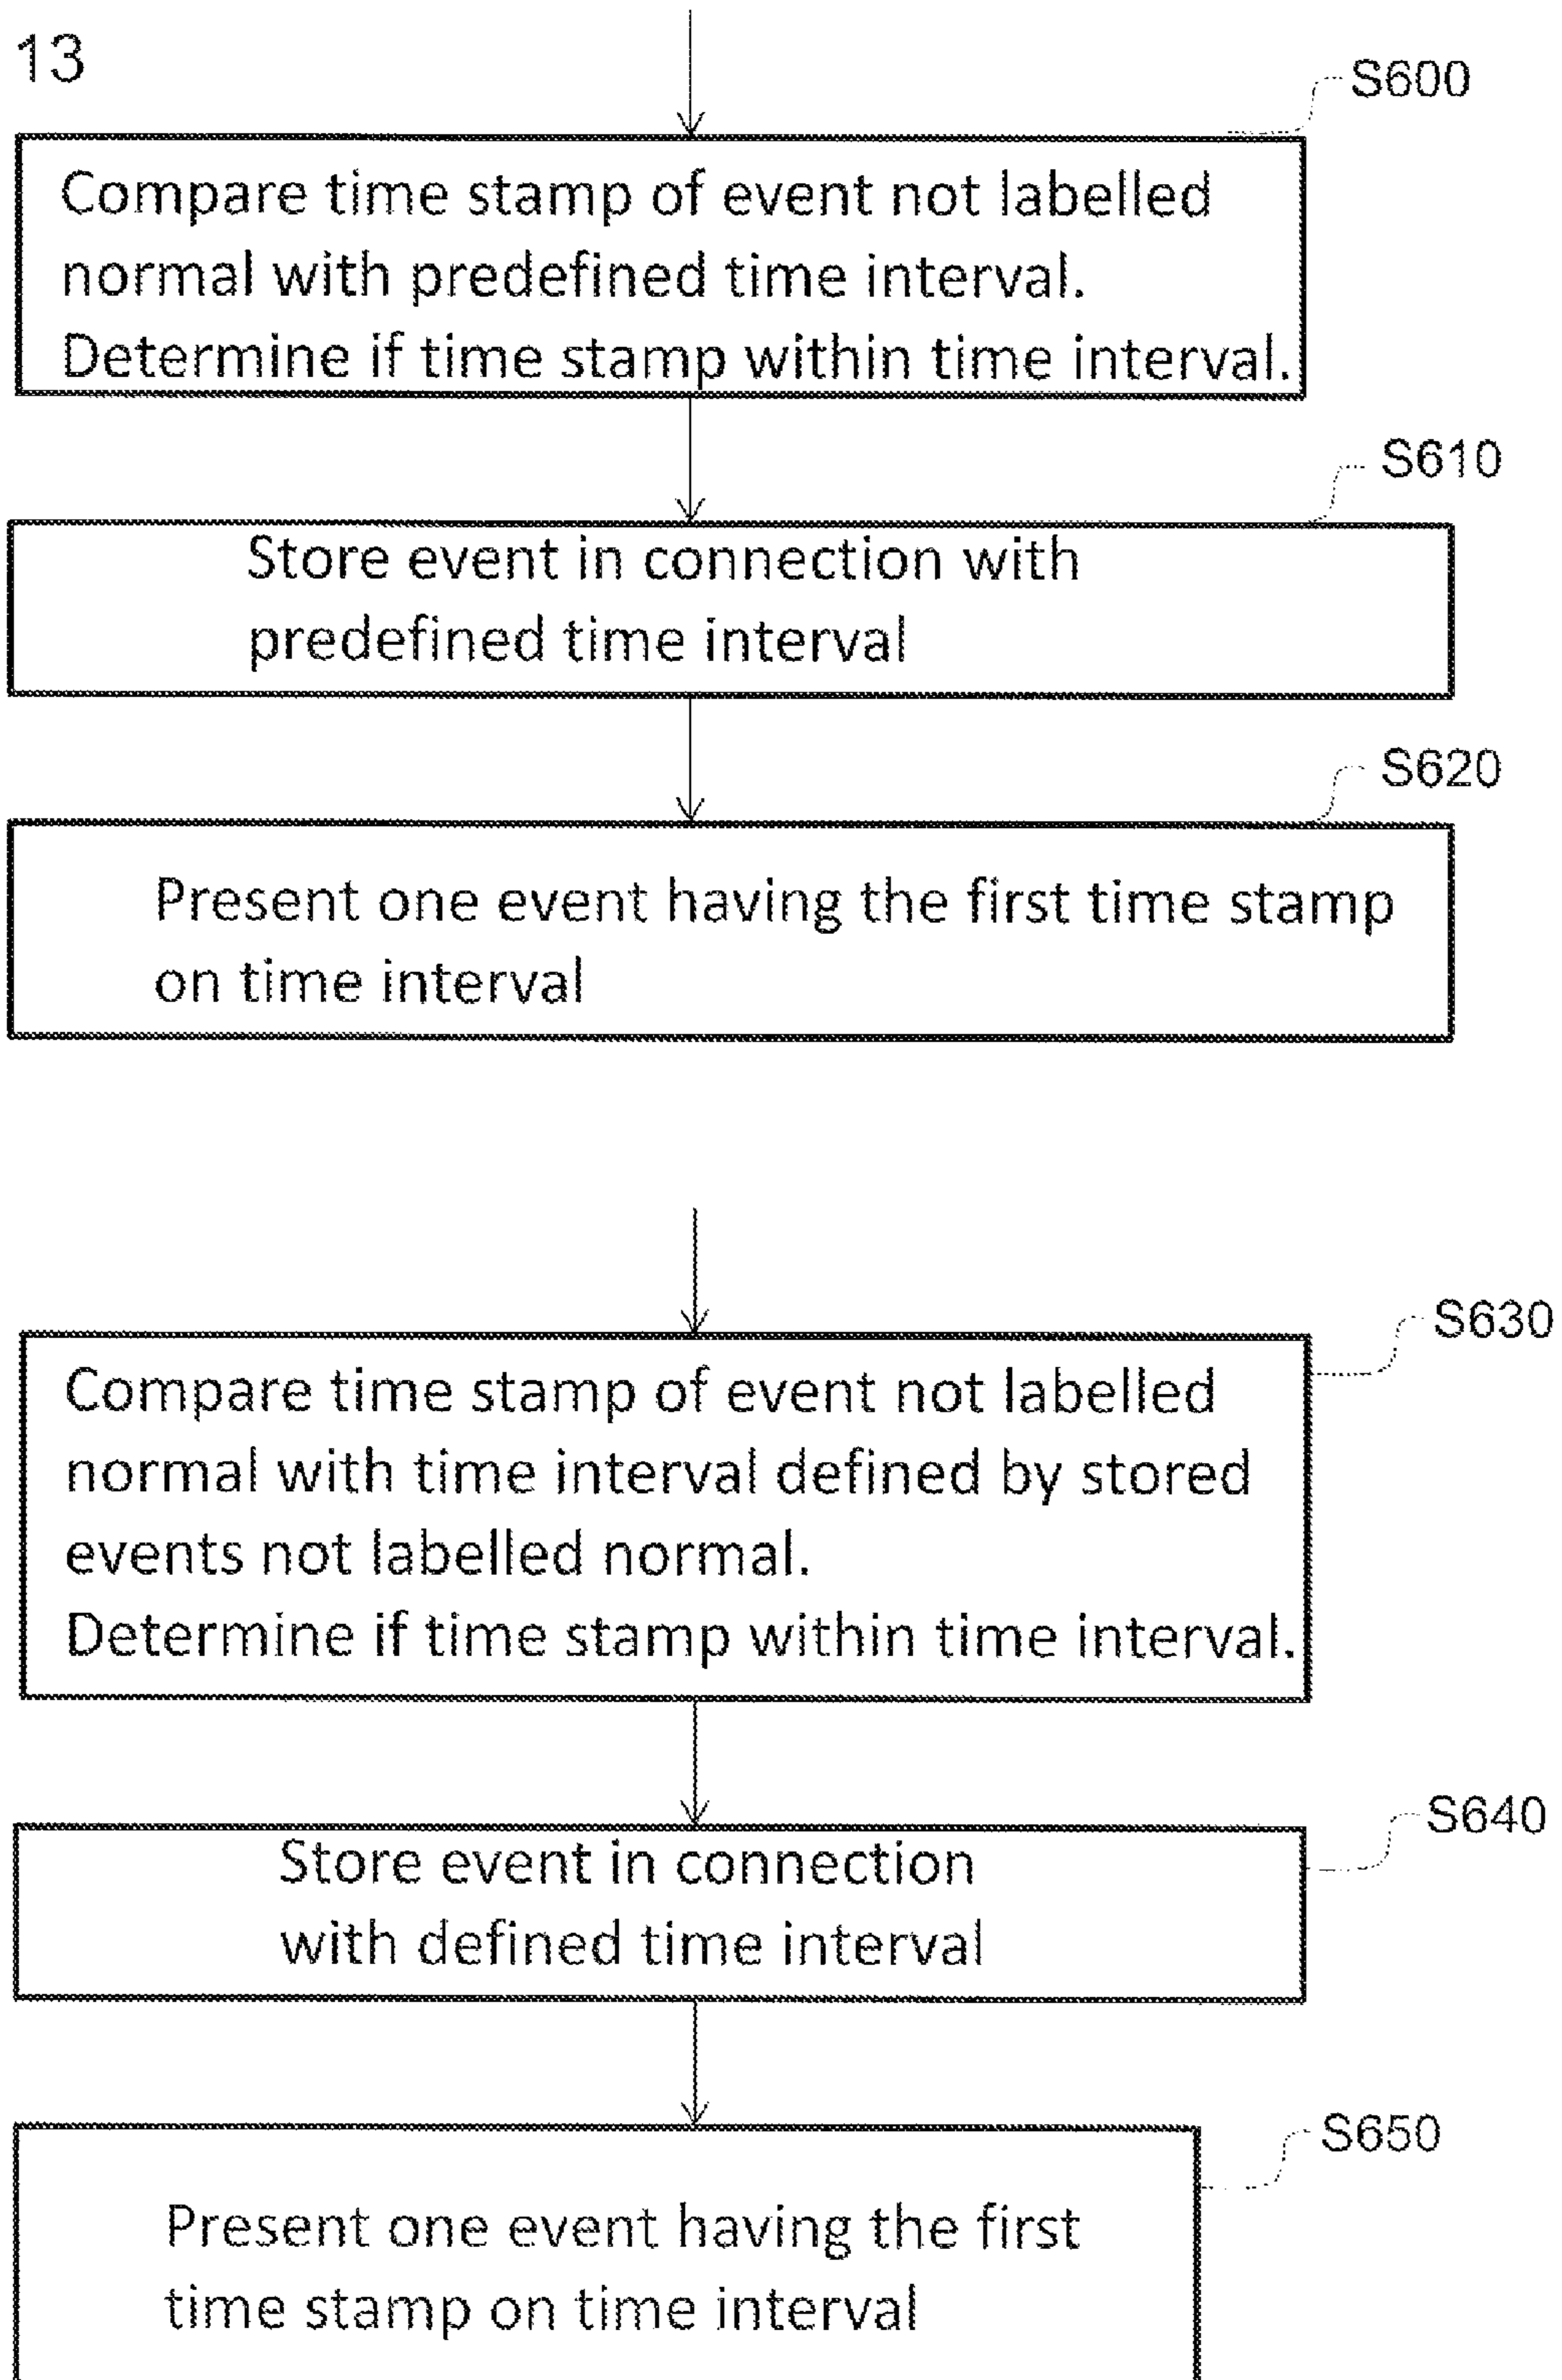 13
S600
Compare time stamp of event not labelled
normal with predefined time interval.
Determine if time stamp within time interval.
S610
Store event in connection with
predefined time interval
S620
Present one event having the first time stamp
on time interval
S630
Compare time stamp of event not labelled
normal with time interval defined by stored
events not labelled normal.
Determine if time stamp within time interval.
S640
Store event in connection
with defined time interval
S650
Present one event having the first
time stamp on time interval